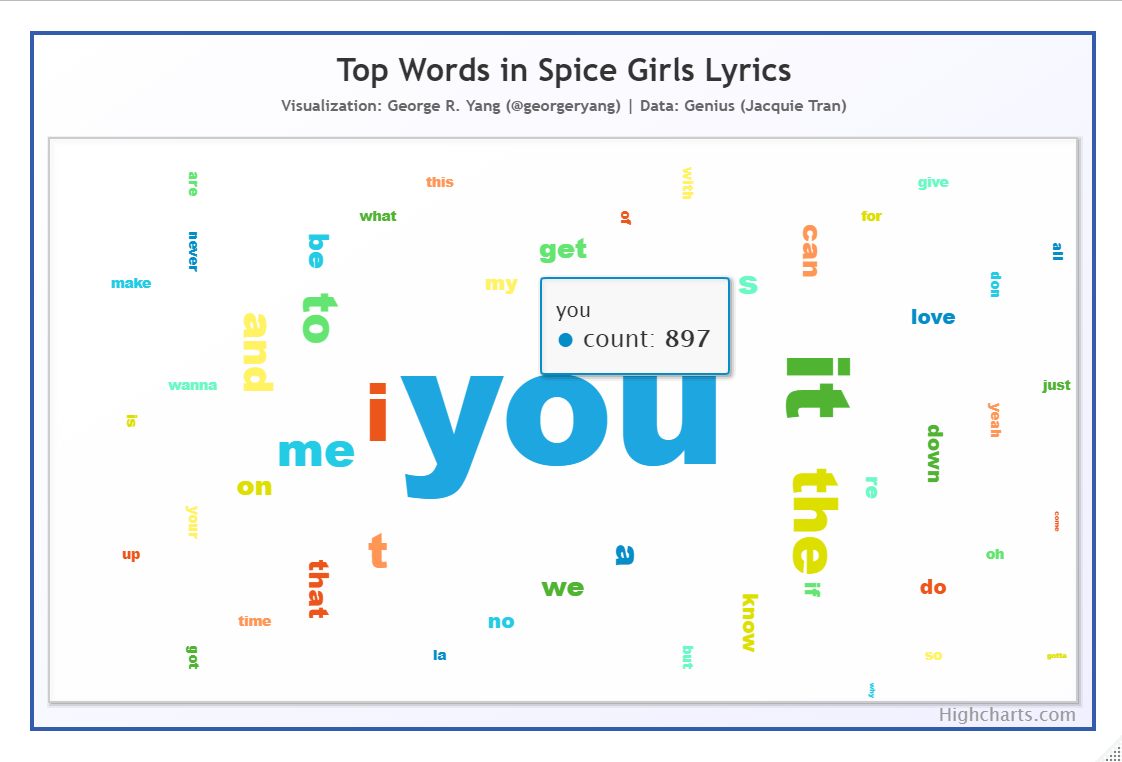 Top Words in Spice Girls Lyrics
Visualization: George R. Yang (@georgeryang) | Data: Genius (Jacquie Tran)
are
this
with
give
what
of
for
never
be
get
can
all
make
my
s
don
to
you
count: 897
love
and
wanna
i
you
it
just
is
me
down
yeah
on
the
re
your
come
up
t
a
oh
that
we
if
do
time
no
know
got
la
but
so
gotta
why
Highcharts.com